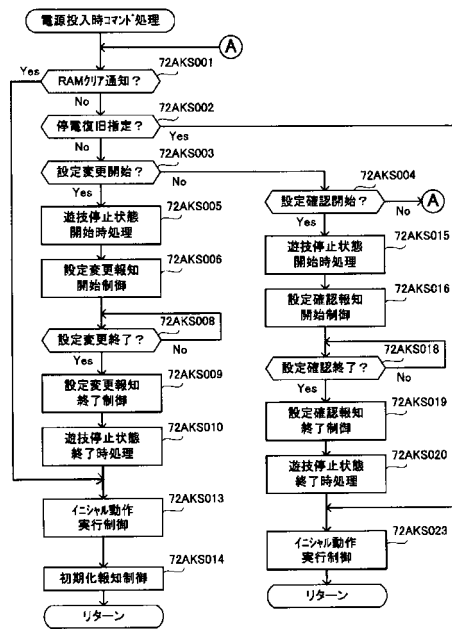 電源投入時コマンド処理
A
72AKS001
Yes
RAMクリア通知？
No
72AKS002
停電復旧指定？
Yes
No
72AKS003
設定変更開始？
No
Yes
72AKS005
遊技停止状態
開始時処理
72AKS006
設定変更報知
開始制御
72AKS008
設定変更終了？
Yes
No
72AKS009
設定変更報知
終了制御
72AKS010
遊技停止状態
終了時処理
72AKS013
イニシャル動作
実行制御
72AKS014
初期化報知制御
リターン
72AKS004
設定確認開始？
No
A
Yes
72AKS015
遊技停止状態
開始時処理
72AKS016
設定確認報知
開始制御
72AKS018
設定確認終了？
Yes
No
72AKS019
設定確認報知
終了制御
72AKS020
遊技停止状態
終了時処理
72AKS023
イニシャル動作
実行制御
リターン